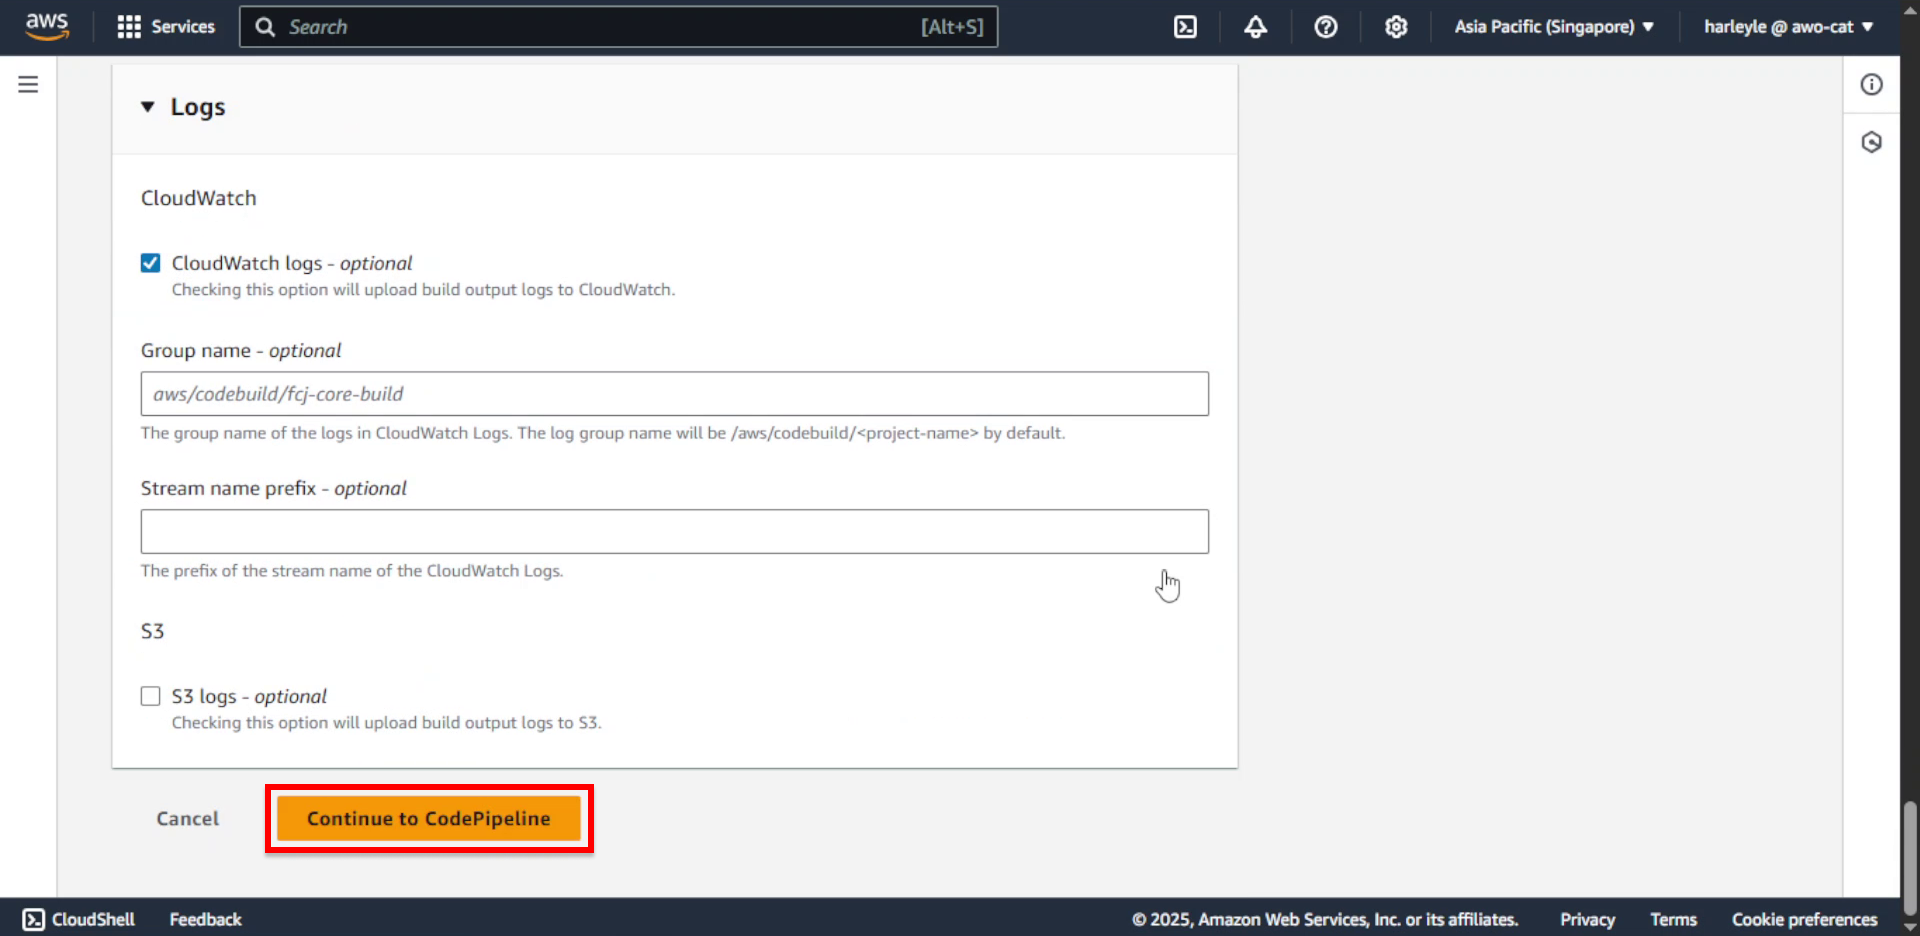 aws
Services
Search
[Alt+S]
Asia Pacific (Singapore)
harleyle @ awo-cat
Logs
CloudWatch
CloudWatch logs - optional
Checking this option will upload build output logs to CloudWatch.
Group name - optional
aws/codebuild/fcj-core-build
The group name of the logs in CloudWatch Logs. The log group name will be /aws/codebuild/<project-name> by default.
Stream name prefix - optional
The prefix of the stream name of the CloudWatch Logs.
S3
S3 logs - optional
Checking this option will upload build output logs to S3.
Cancel
Continue to CodePipeline
CloudShell
Feedback
© 2025, Amazon Web Services, Inc. or its affiliates.
Privacy
Terms
Cookie preferences